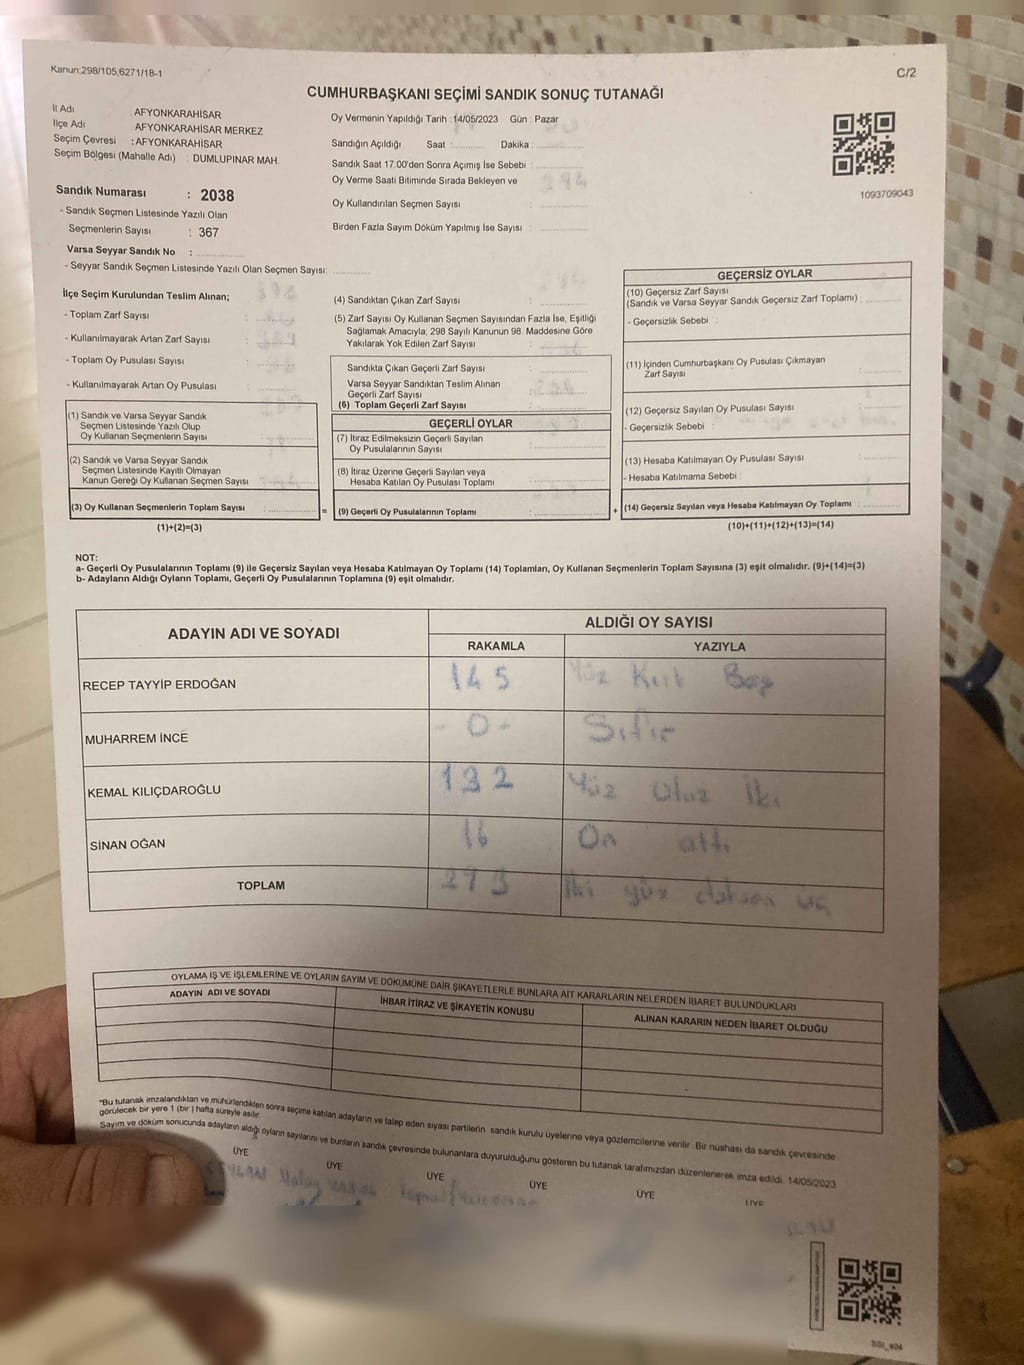 Kanun:298/105,6271/18-1
C/2
CUMHURBAŞKANI SEÇİMİ SANDIK SONUÇ TUTANAĞI
İl Adı : AFYONKARAHİSAR
İlçe Adı : AFYONKARAHİSAR MERKEZ
Seçim Çevresi : AFYONKARAHİSAR
Seçim Bölgesi (Mahalle Adı) : DUMLUPINAR MAH.
Sandık Numarası : 2038
- Sandık Seçmen Listesinde Yazılı Olan
Seçmenlerin Sayısı : 367
Varsa Seyyar Sandık No :
- Seyyar Sandık Seçmen Listesinde Yazılı Olan Seçmen Sayısı:
Oy Vermenin Yapıldığı Tarih : 14/05/2023 Gün : Pazar
Sandığın Açıldığı Saat : Dakika :
Sandık Saat 17.00'den Sonra Açımış İse Sebebi :
Oy Verme Saati Bitiminde Sırada Bekleyen ve
Oy Kullandırılan Seçmen Sayısı
Birden Fazla Sayım Döküm Yapılmış İse Sayısı :
1093709043
İlçe Seçim Kurulundan Teslim Alınan;
- Toplam Zarf Sayısı :
- Kullanılmayarak Artan Zarf Sayısı :
- Toplam Oy Pusulası Sayısı :
- Kullanılmayarak Artan Oy Pusulası :
(1) Sandık ve Varsa Seyyar Sandık
Seçmen Listesinde Yazılı Olup
Oy Kullanan Seçmenlerin Sayısı :
(2) Sandık ve Varsa Seyyar Sandık
Seçmen Listesinde Kayıtlı Olmayan
Kanun Gereği Oy Kullanan Seçmen Sayısı :
(3) Oy Kullanan Seçmenlerin Toplam Sayısı :
(1)+(2)=(3)
(4) Sandıktan Çıkan Zarf Sayısı :
(5) Zarf Sayısı Oy Kullanan Seçmen Sayısından Fazla İse, Eşitliği
Sağlamak Amacıyla, 298 Sayılı Kanunun 98. Maddesine Göre
Yakılarak Yok Edilen Zarf Sayısı :
Sandıkta Çıkan Geçerli Zarf Sayısı :
Varsa Seyyar Sandıktan Teslim Alınan
Geçerli Zarf Sayısı :
(6) Toplam Geçerli Zarf Sayısı :
GEÇERLİ OYLAR
(7) İtiraz Edilmeksizin Geçerli Sayılan
Oy Pusulalarının Sayısı :
(8) İtiraz Üzerine Geçerli Sayılan veya
Hesaba Katılan Oy Pusulası Toplamı :
= (9) Geçerli Oy Pusulalarının Toplamı : +
GEÇERSİZ OYLAR
(10) Geçersiz Zarf Sayısı
(Sandık ve Varsa Seyyar Sandık Geçersiz Zarf Toplamı) :
- Geçersizlik Sebebi :
(11) İçinden Cumhurbaşkanı Oy Pusulası Çıkmayan
Zarf Sayısı :
(12) Geçersiz Sayılan Oy Pusulası Sayısı :
- Geçersizlik Sebebi :
(13) Hesaba Katılmayan Oy Pusulası Sayısı :
- Hesaba Katılmama Sebebi :
(14) Geçersiz Sayılan veya Hesaba Katılmayan Oy Toplamı :
(10)+(11)+(12)+(13)=(14)
NOT:
a- Geçerli Oy Pusulalarının Toplamı (9) ile Geçersiz Sayılan veya Hesaba Katılmayan Oy Toplamı (14) Toplamları, Oy Kullanan Seçmenlerin Toplam Sayısına (3) eşit olmalıdır. (9)+(14)=(3)
b- Adayların Aldığı Oyların Toplamı, Geçerli Oy Pusulalarının Toplamına (9) eşit olmalıdır.
ADAYIN ADI VE SOYADI
ALDIĞI OY SAYISI
RAKAMLA YAZIYLA
RECEP TAYYİP ERDOĞAN 145 Yüz Kırk Beş
MUHARREM İNCE - 0 - Sıfır
KEMAL KILIÇDAROĞLU 132 Yüz Otuz İki
SİNAN OĞAN 16 On altı
TOPLAM İki yüz üç
OYLAMA İŞ VE İŞLEMLERİNE VE OYLARIN SAYIM VE DÖKÜMÜNE DAİR ŞİKAYETLERLE BUNLARA AİT KARARLARIN NELERDEN İBARET BULUNDUKLARI
ADAYIN ADI VE SOYADI İHBAR İTİRAZ VE ŞİKAYETİN KONUSU ALINAN KARARIN NEDEN İBARET OLDUĞU
*Bu tutanak imzalandıktan ve mühürlendikten sonra seçime katılan adayların ve talep eden siyasi partilerin sandık kurulu üyelerine veya gözlemcilerine verilir. Bir nushası da sandık çevresinde
görülecek bir yere 1 (bir) hafta süreyle asılır.
Sayım ve döküm sonucunda adayların aldığı oyların sayılarını ve bunların sandık çevresinde bulunanlara duyurulduğunu gösteren bu tutanak tarafımızdan düzenlenerek imza edildi. 14/05/2023
ÜYE ÜYE ÜYE ÜYE ÜYE ÜYE